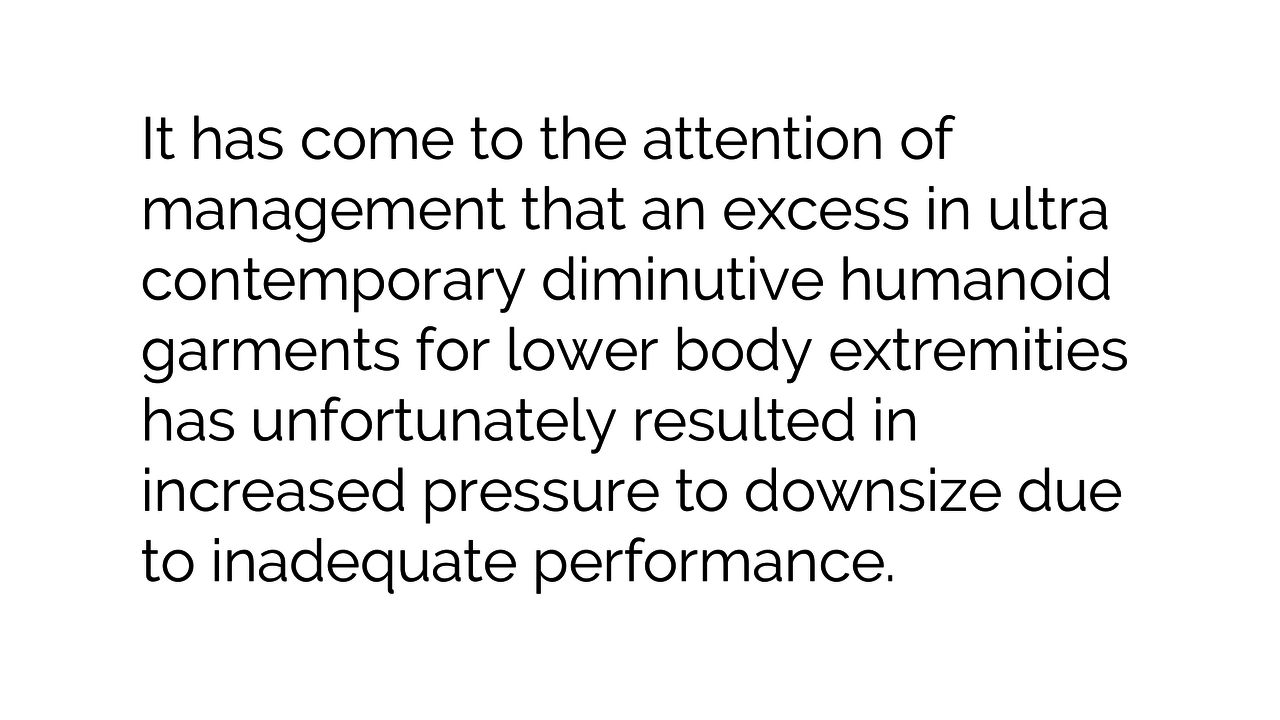 It has come to the attention of
management that an excess in ultra
contemporary diminutive humanoid
garments for lower body extremities
has unfortunately resulted in
increased pressure to downsize due
to inadequate performance.